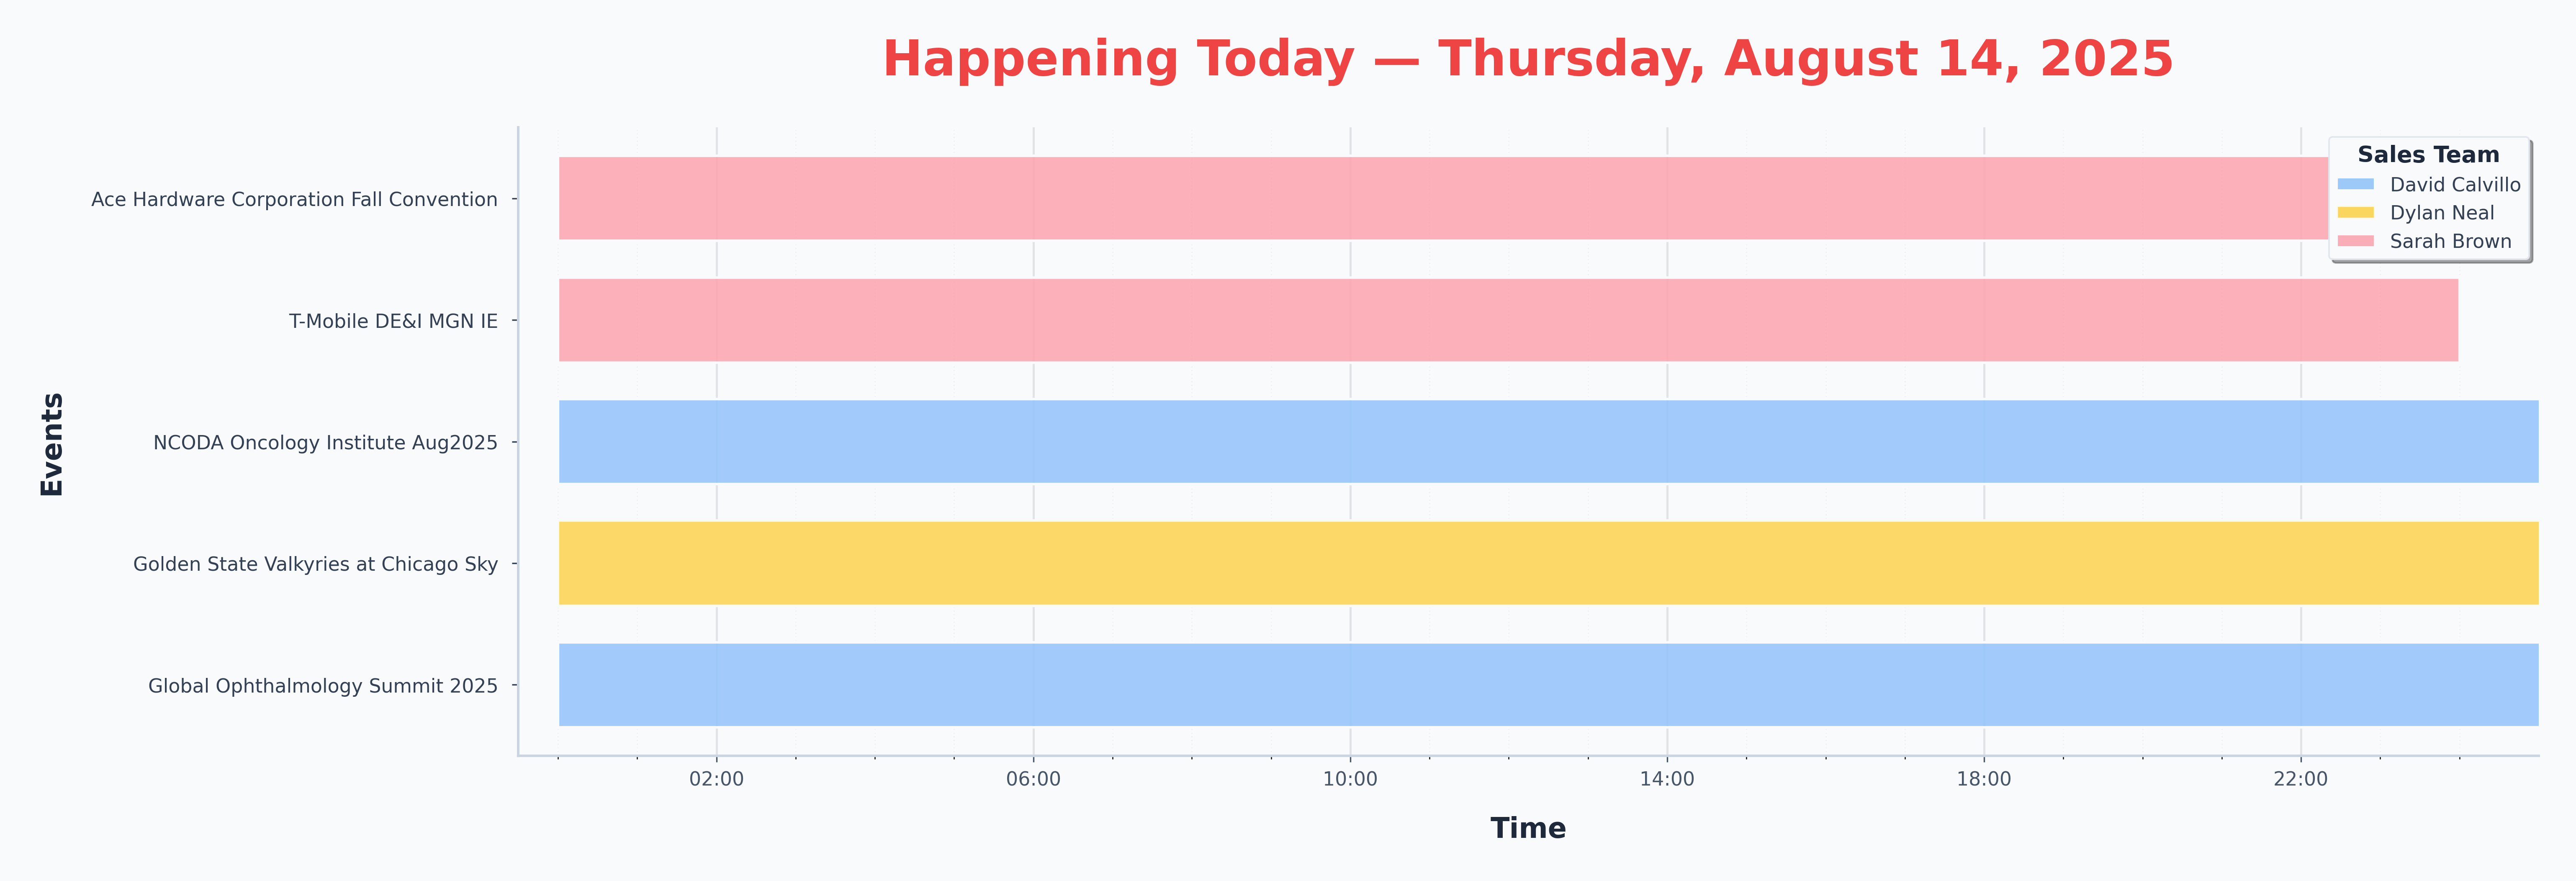 Happening Today — Thursday, August 14, 2025
Sales Team
David Calvillo
Dylan Neal
Sarah Brown
Events
Ace Hardware Corporation Fall Convention
T-Mobile DE&I MGN IE
NCODA Oncology Institute Aug2025
Golden State Valkyries at Chicago Sky
Global Ophthalmology Summit 2025
02:00 06:00 10:00 14:00 18:00 22:00
Time